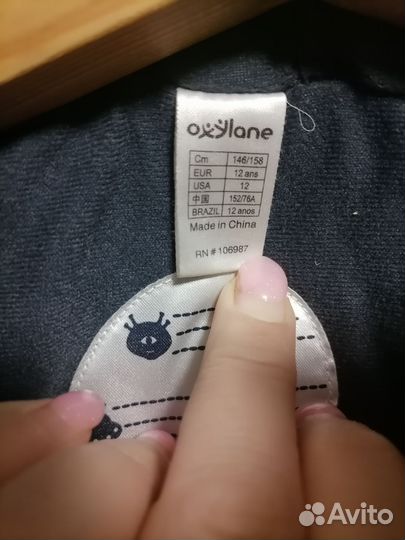 oxylane
Cm 146/158
EUR 12 ans
USA 12
中国 152/76A
BRAZIL 12 anos
Made in China
RN # 106987
Avito